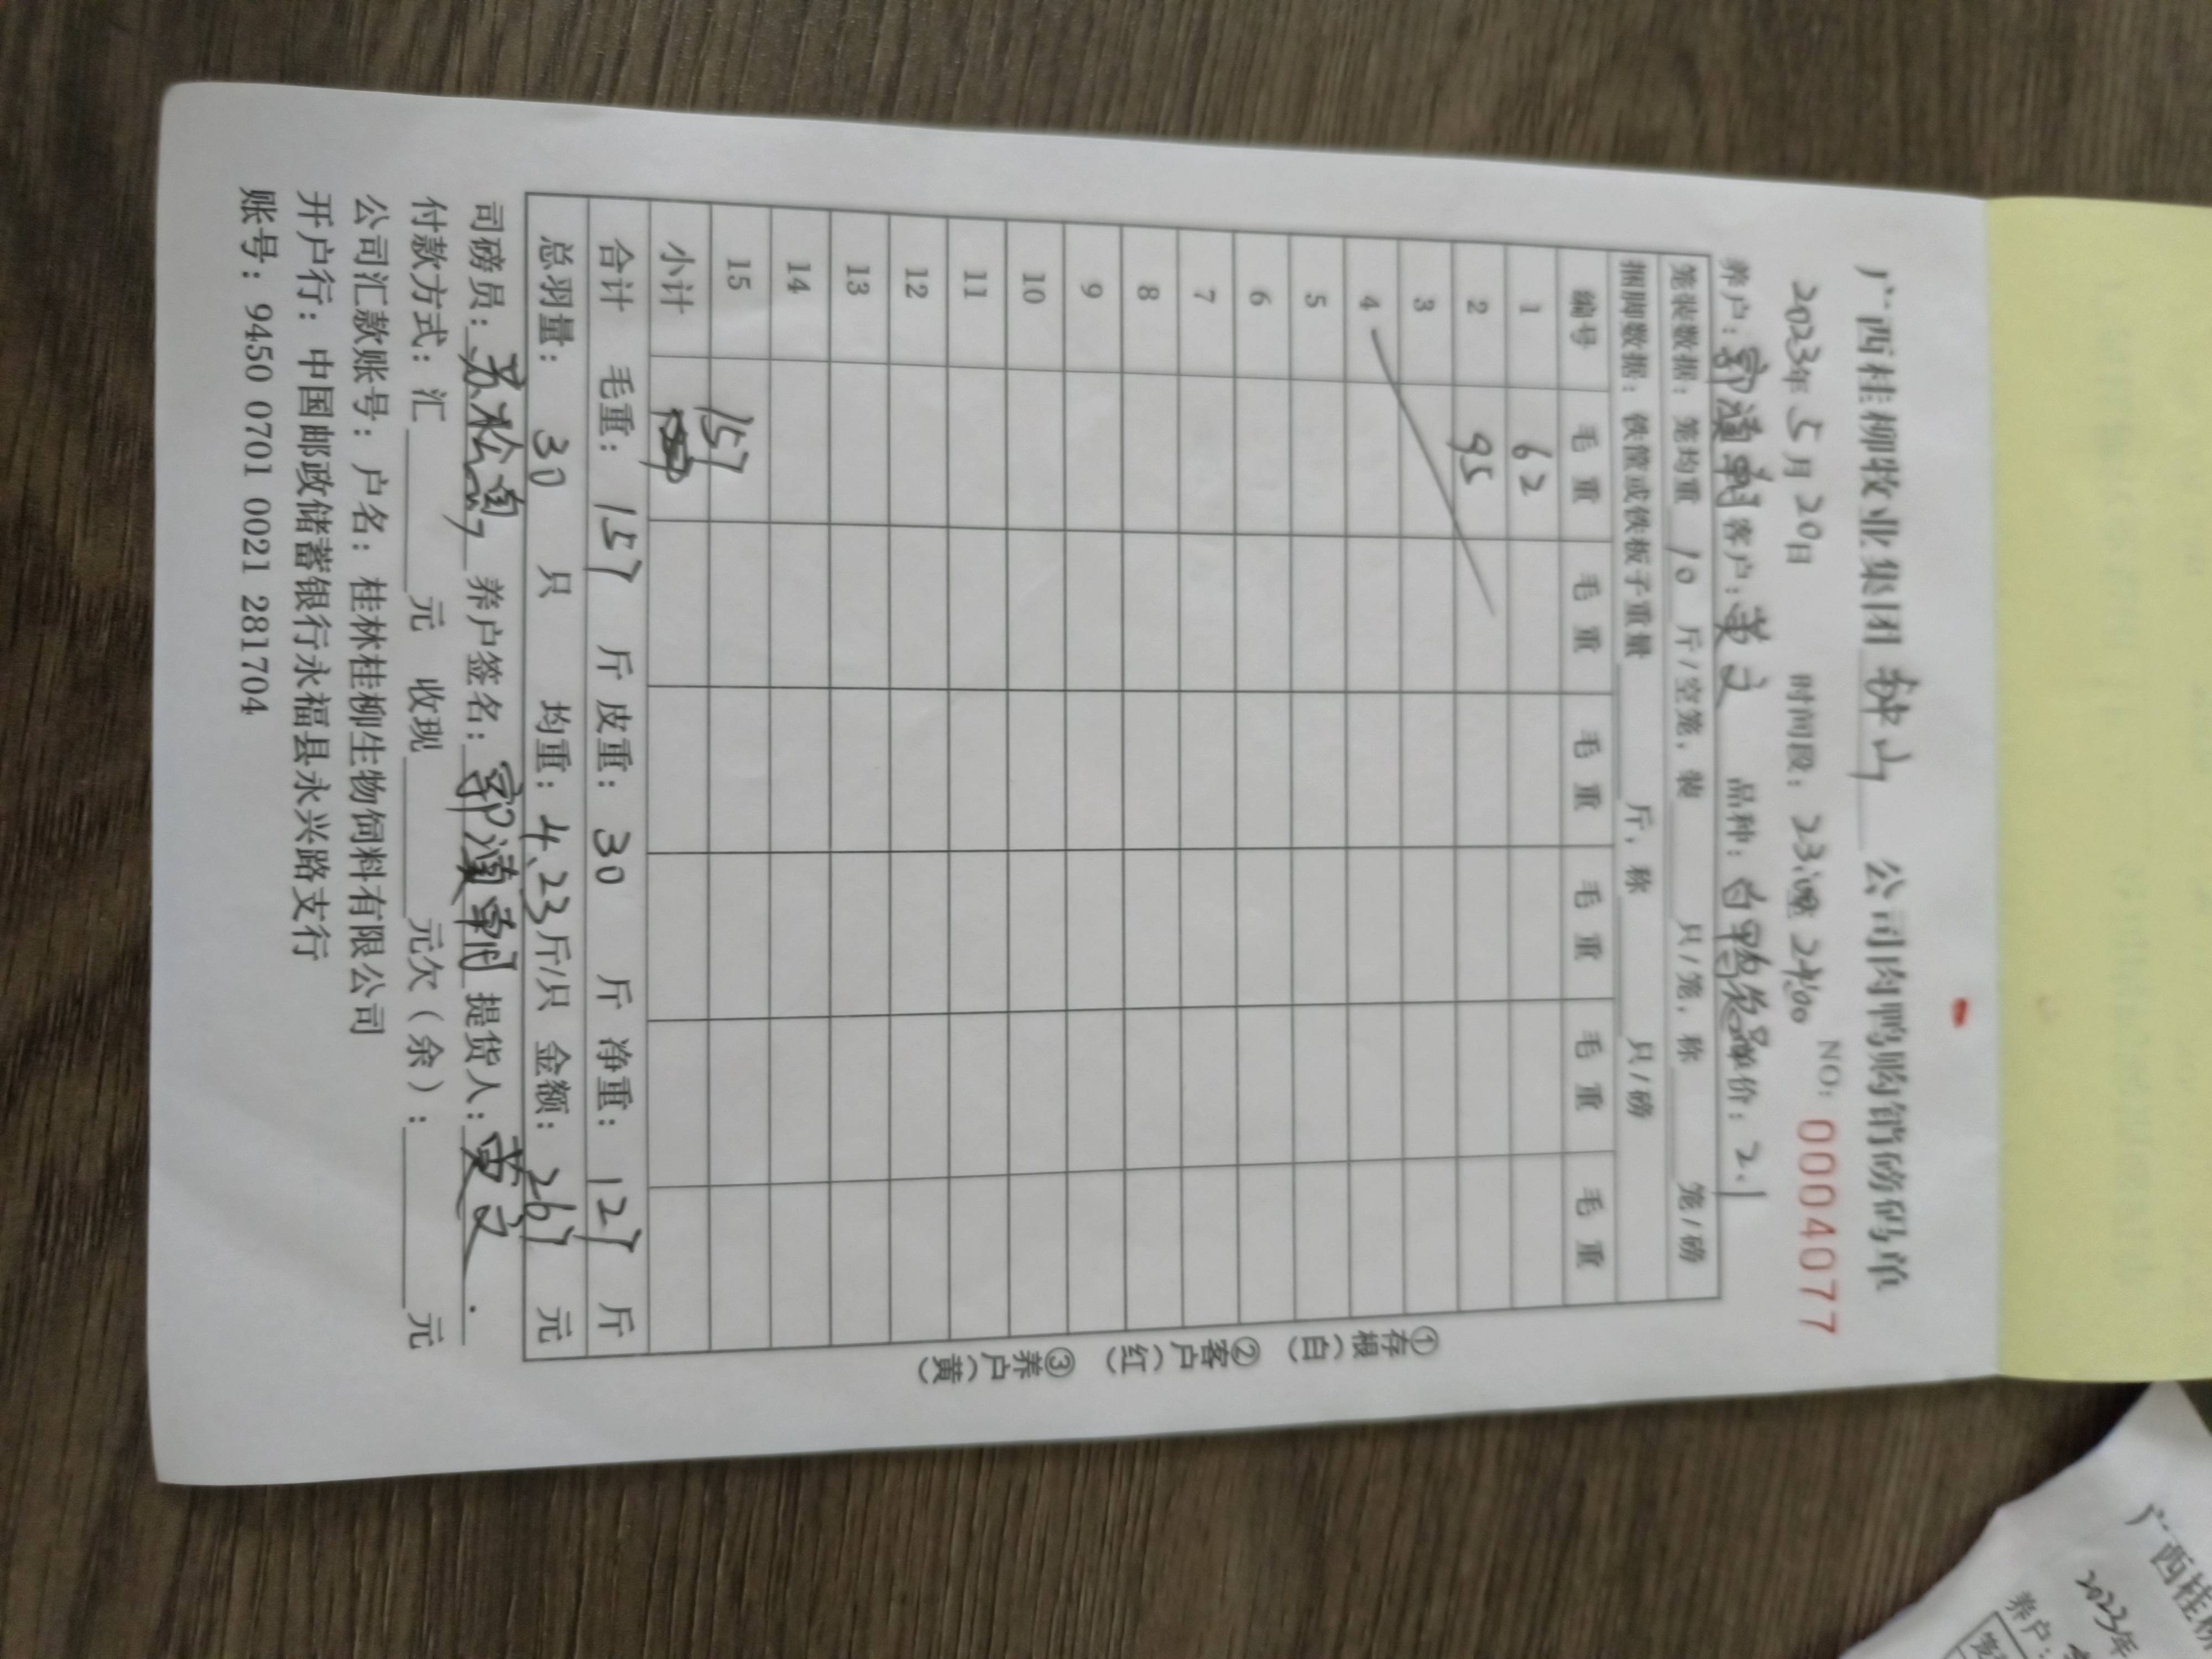 广西桂柳牧业集团 钟山 公司肉鸭购销磅码单
2023年 5月 20日 时间段: 23:00 24:00 NO: 0004077
养户: 客户: 黄文 品种: 白鸭 单价: 2.1
笼装数据: 笼均重 10 斤/空笼, 装 只/笼, 称 笼/磅
捆脚数据: 铁筐或铁板子重量 斤, 称 只/磅
编号 毛重 毛重 毛重 毛重 毛重 毛重
1 62
2 95
3
4
5
6
7
8
9
10
11
12
13
14
15 157
小计
合计 毛重: 157 斤 皮重: 30 斤 净重: 127 斤
总羽量: 30 只 均重: 4.23 斤/只 金额: 267 元
司磅员: 养户签名: 提货人: 黄文
付款方式: 汇 元 收现 元欠(余): 元
公司汇款账号: 户名: 桂林桂柳生物饲料有限公司
开户行: 中国邮政储蓄银行永福县永兴路支行
账号: 9450 0701 0021 281704
①存根(白) ②客户(红) ③养户(黄)
广西桂柳
2023年
养户: